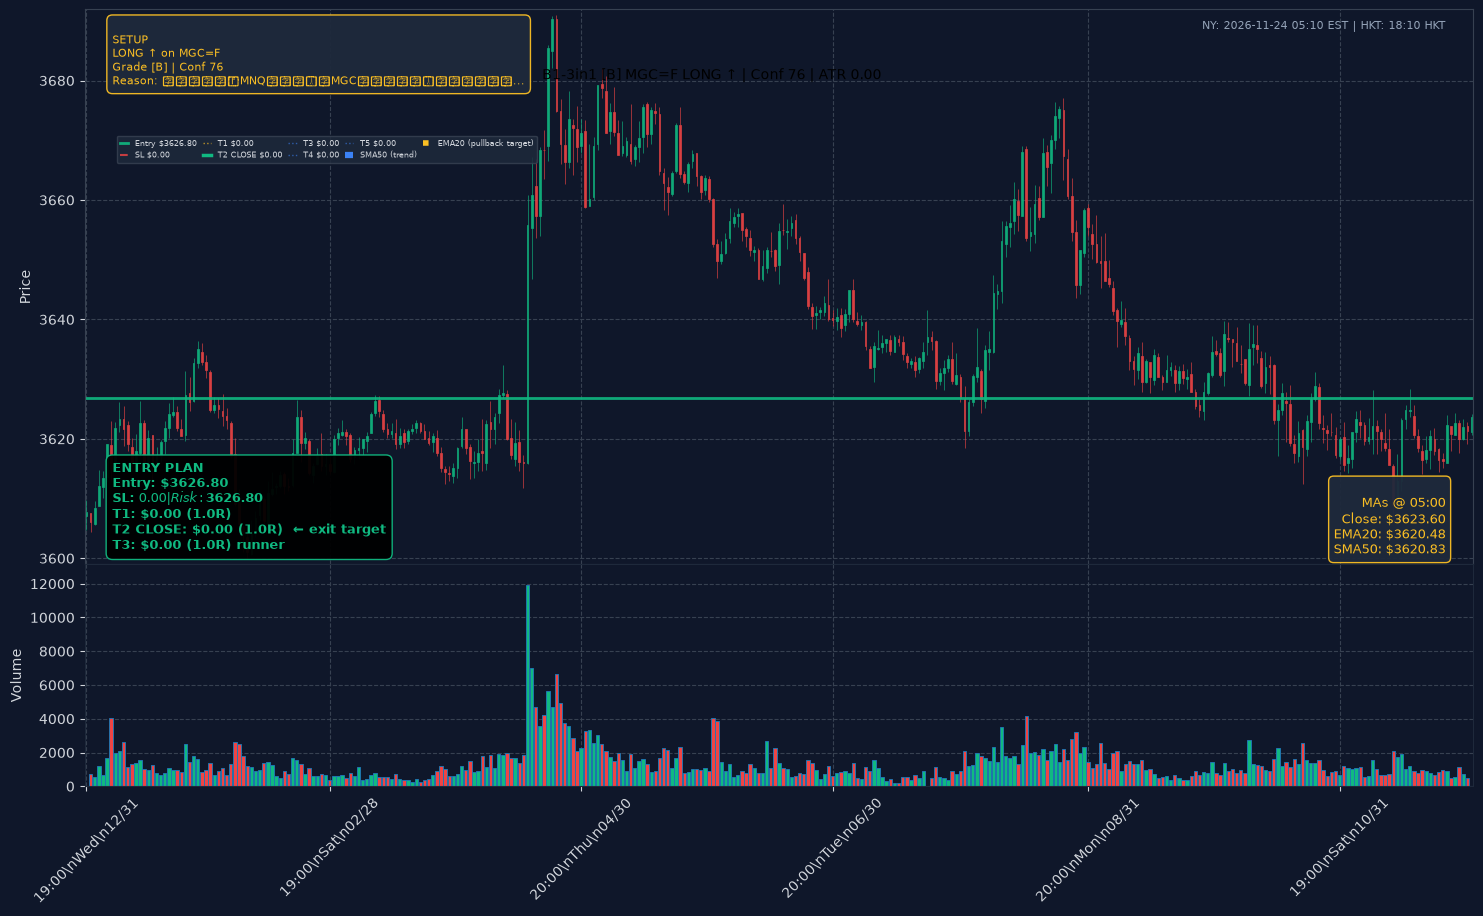 NY: 2026-11-24 05:10 EST | HKT: 18:10 HKT
SETUP
LONG ↑ on MGC=F
Grade [B] | Conf 76
Reason: MNQ MGC ...
B1-3in1 [B] MGC=F LONG ↑ | Conf 76 | ATR 0.00
Entry $3626.80
SL $0.00
T1 $0.00
T2 CLOSE $0.00
T3 $0.00
T4 $0.00
T5 $0.00
SMA50 (trend)
EMA20 (pullback target)
Price
3680
3660
3640
3620
3600
ENTRY PLAN
Entry: $3626.80
SL: 0.00|Risk:3626.80
T1: $0.00 (1.0R)
T2 CLOSE: $0.00 (1.0R) ← exit target
T3: $0.00 (1.0R) runner
MAs @ 05:00
Close: $3623.60
EMA20: $3620.48
SMA50: $3620.83
Volume
12000
10000
8000
6000
4000
2000
0
19:00\nWed\n12/31
19:00\nSat\n02/28
20:00\nThu\n04/30
20:00\nTue\n06/30
20:00\nMon\n08/31
19:00\nSat\n10/31